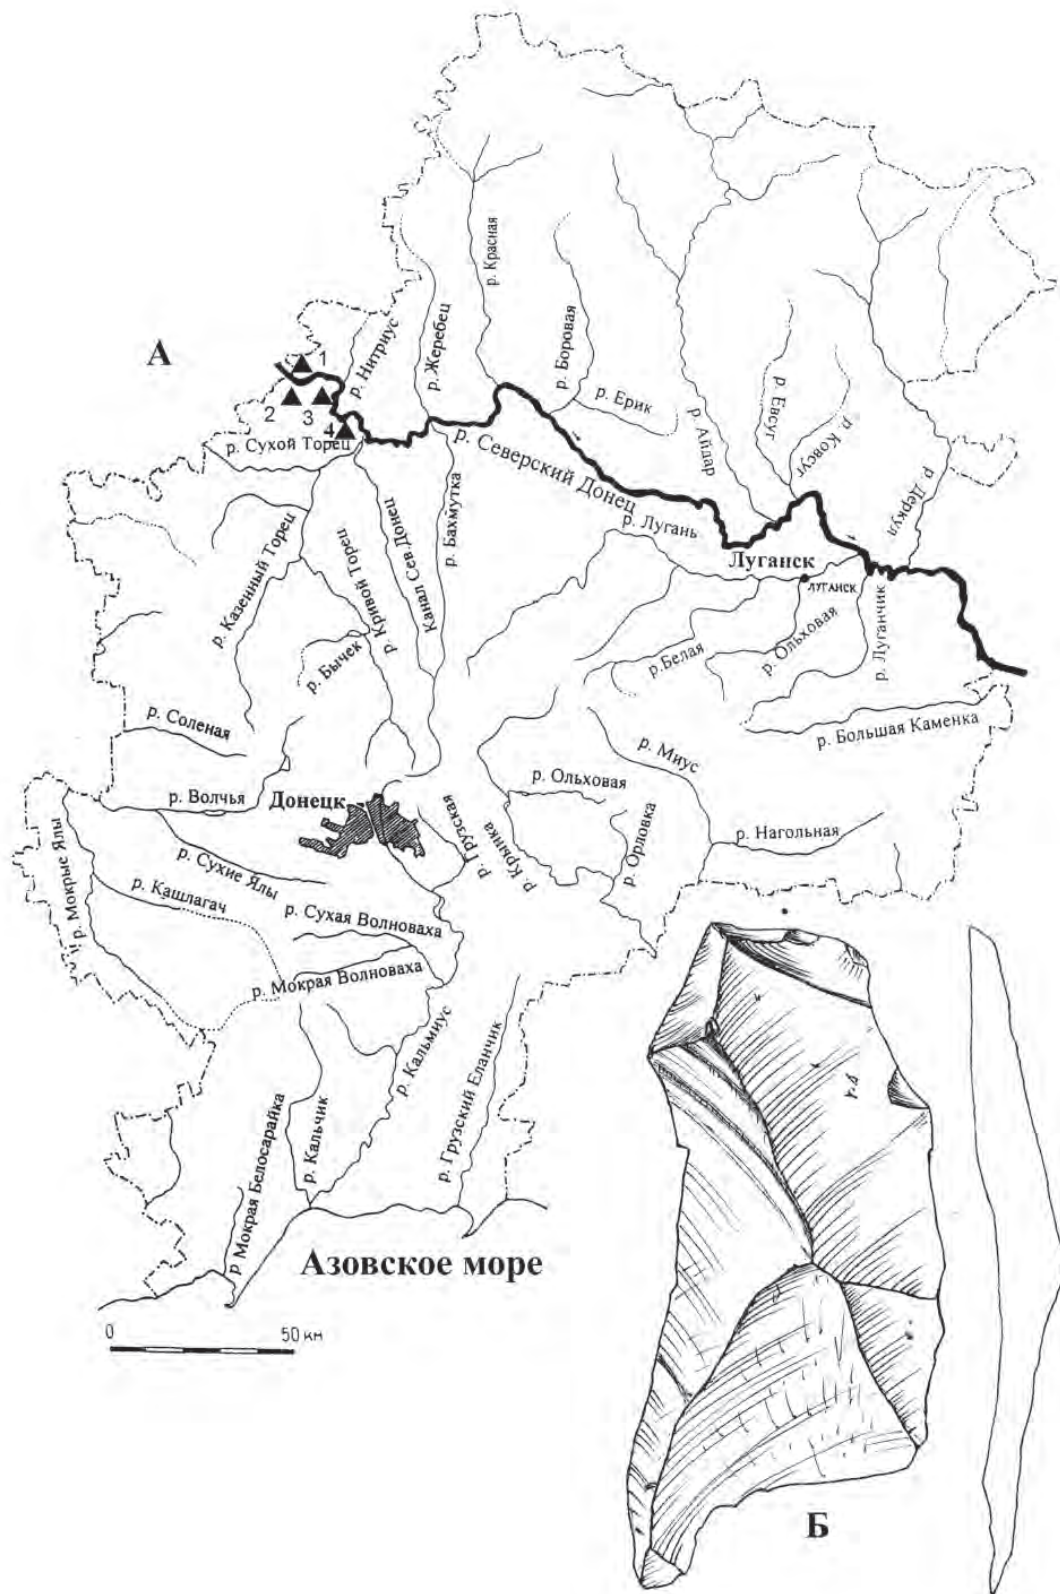 А
1
2
3
4
р. Нитриус
р. Жеребец
р. Красная
р. Боровая
р. Ерик
р. Айдар
р. Евсуг
р. Ковсуг
р. Деркул
р. Сухой Торец
р. Северский Донец
р. Лугань
Луганск
ЛУГАНСК
р. Казенный Торец
р. Кривой Торец
Канал Сев.Донец
р. Бахмутка
р. Бычек
р.Белая
р. Ольховая
р. Луганчик
р. Большая Каменка
р. Соленая
р. Волчья
Донецк
р. Грузская
р. Крынка
р. Ольховая
р. Миус
р. Орловка
р. Нагольная
р. Мокрые Ялы
р. Сухие Ялы
р. Кашлагач
р. Сухая Волноваха
р. Мокрая Волноваха
р. Кальмиус
р. Кальчик
р. Грузский Еланчик
р Мокрая Белосарайка
Азовское море
0
50 км
Б